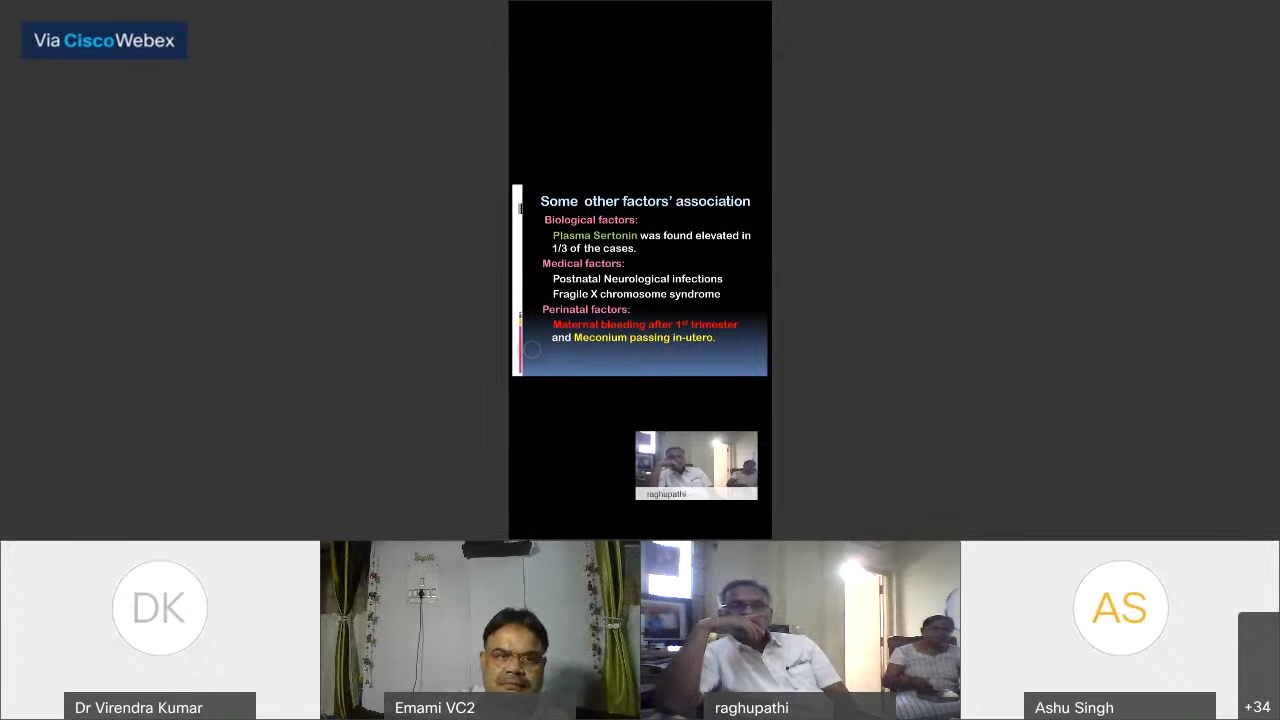 Via CiscoWebex
Some other factors' association
Biological factors:
Plasma Sertonin was found elevated in
1/3 of the cases.
Medical factors:
Postnatal Neurological infections
Fragile X chromosome syndrome
Perinatal factors:
Maternal bleeding after 1st trimester
and Meconium passing in-utero.
raghupathi
DK
AS
Dr Virendra Kumar
Emami VC2
raghupathi
Ashu Singh
+34